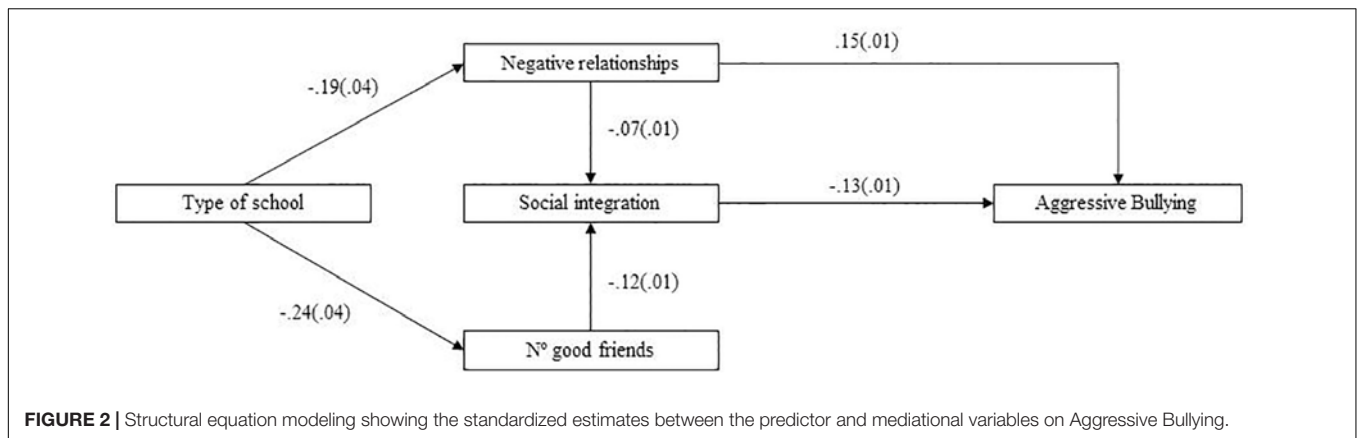 Negative relationships
.15(.01)
-.19(.04)
-.07(.01)
Type of school
Social integration
-.13(.01)
Aggressive Bullying
-.12(.01)
-.24(.04)
Nº good friends
FIGURE 2 | Structural equation modeling showing the standardized estimates between the predictor and mediational variables on Aggressive Bullying.